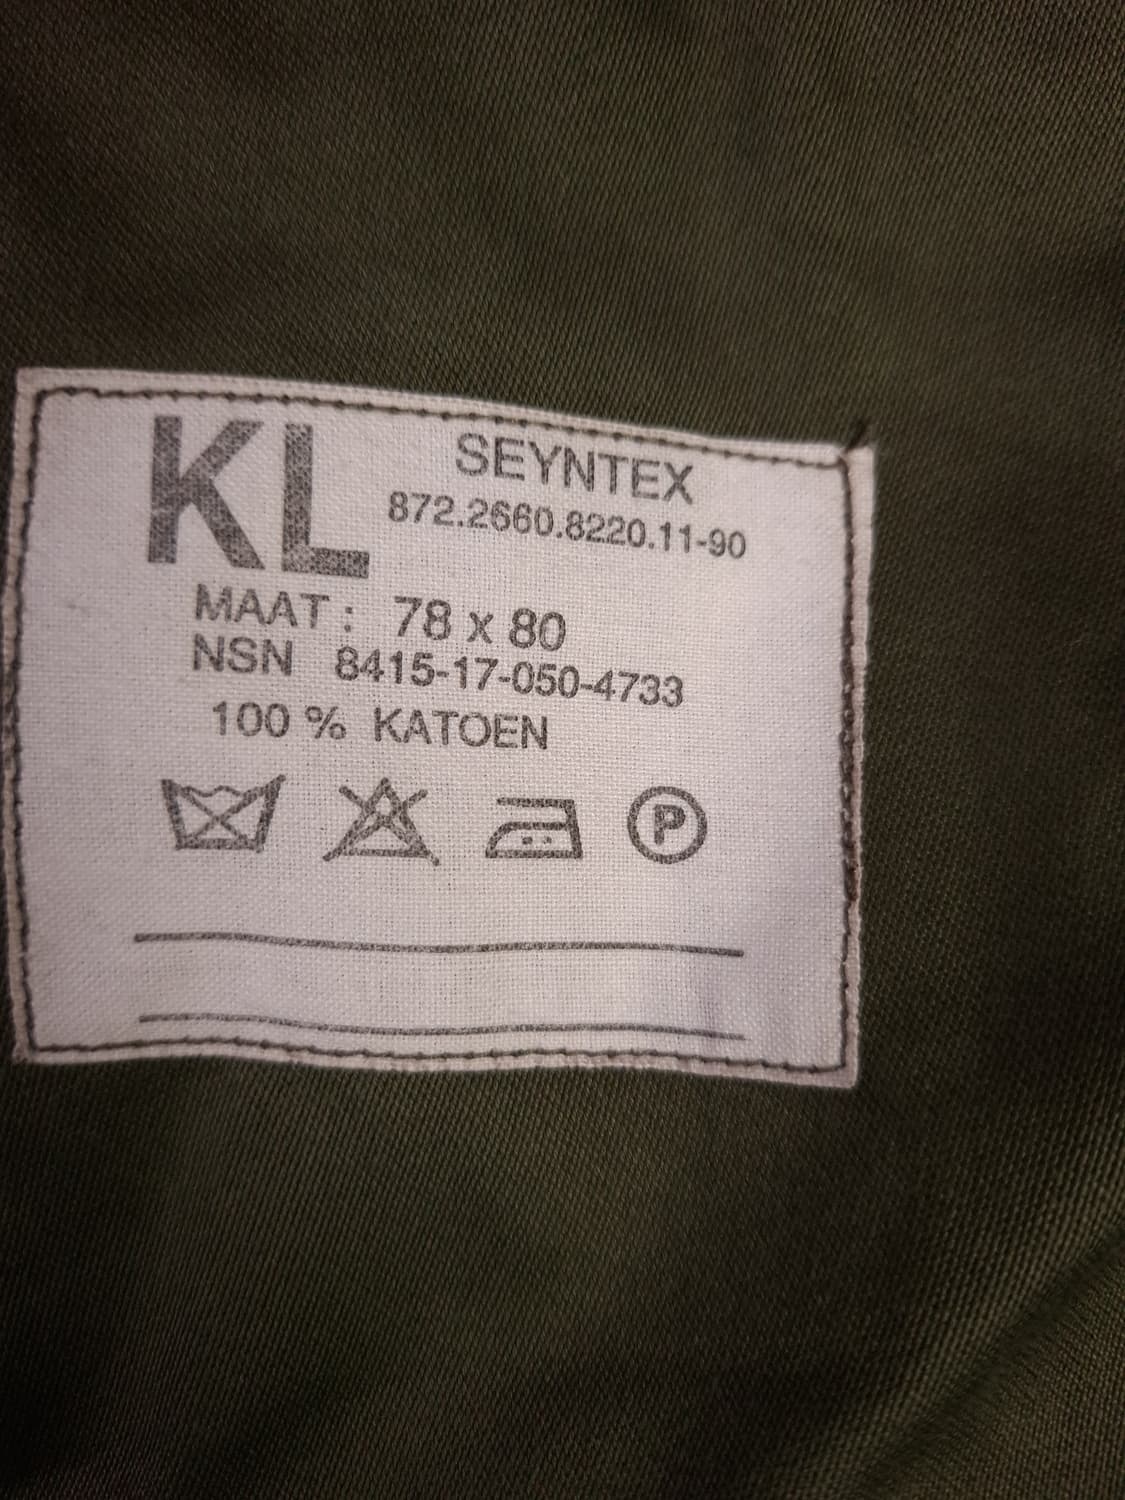 KL SEYNTEX
872.2660.8220.11-90
MAAT : 78 x 80
NSN 8415-17-050-4733
100 % KATOEN
P